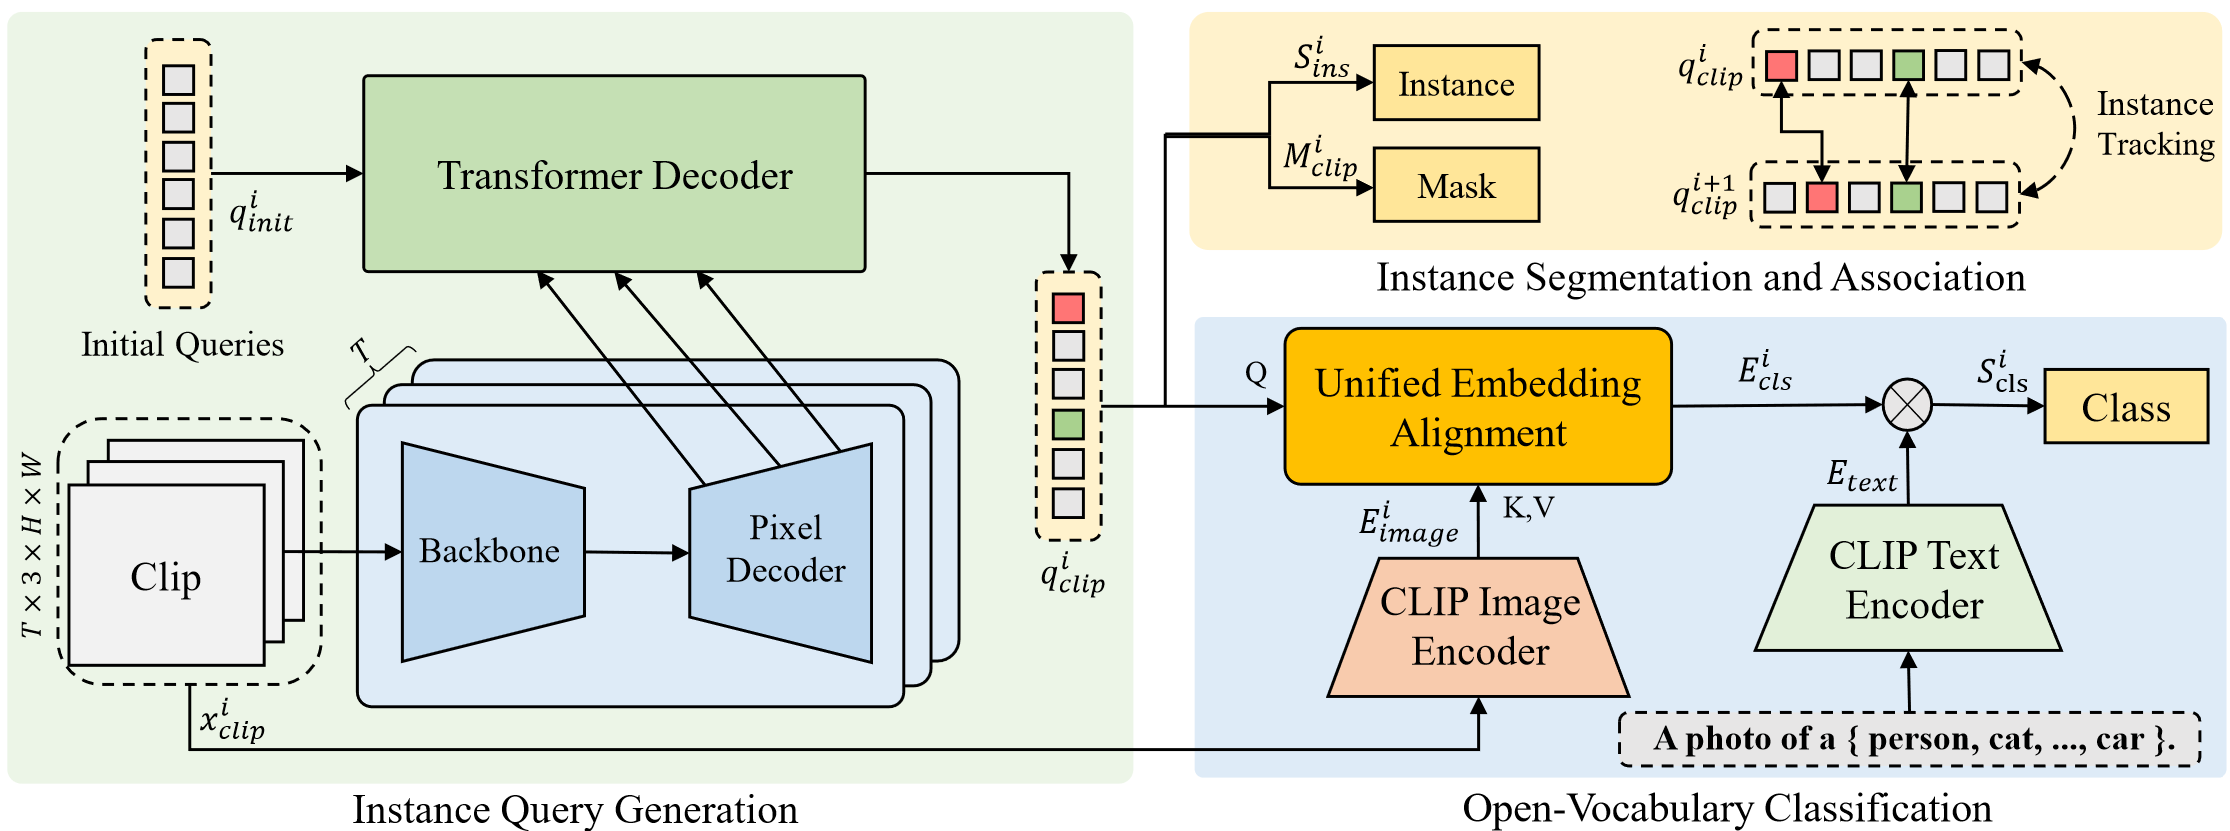 q^i_{init}
Initial Queries
Transformer Decoder
T
T × 3 × H × W
Clip
Backbone
Pixel
Decoder
x^i_{clip}
q^i_{clip}
Instance Query Generation
S^i_{ins}
Instance
M^i_{clip}
Mask
q^i_{clip}
q^{i+1}_{clip}
Instance
Tracking
Instance Segmentation and Association
Q
Unified Embedding
Alignment
E^i_{cls}
S^i_{cls}
Class
E^i_{image}
K,V
E_{text}
CLIP Image
Encoder
CLIP Text
Encoder
A photo of a { person, cat, ..., car }.
Open-Vocabulary Classification